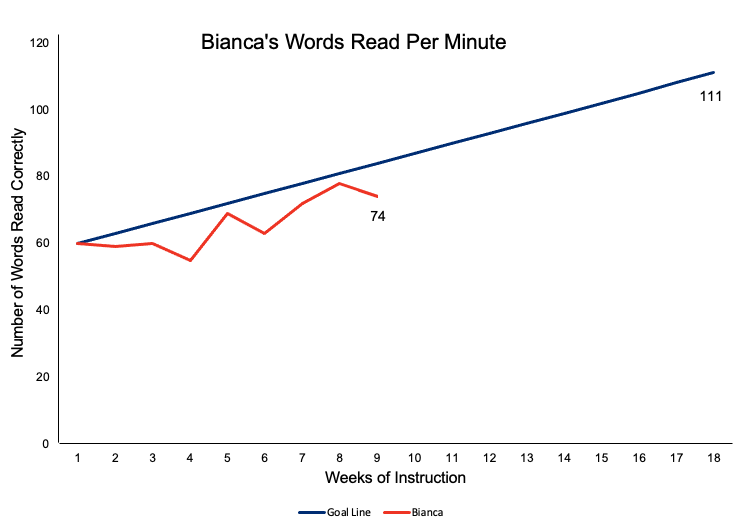 Bianca's Words Read Per Minute
120
100
80
60
40
20
0
Number of Words Read Correctly
111
74
1 2 3 4 5 6 7 8 9 10 11 12 13 14 15 16 17 18
Weeks of Instruction
Goal Line Bianca